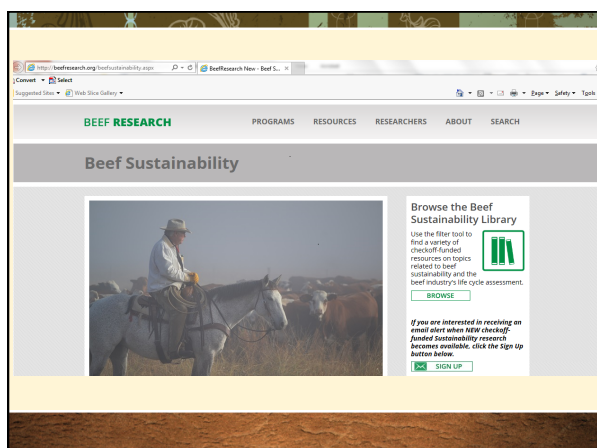 http://beefresearch.org/beefsustainability.aspx
BeefResearch New - Beef S...
Convert Select
Suggested Sites Web Slice Gallery Page Safety Tools
BEEF RESEARCH PROGRAMS RESOURCES RESEARCHERS ABOUT SEARCH
Beef Sustainability
Browse the Beef
Sustainability Library
Use the filter tool to
find a variety of
checkoff-funded
resources on topics
related to beef
sustainability and the
beef industry's life cycle assessment.
BROWSE
If you are interested in receiving an
email alert when NEW checkoff-
funded Sustainability research
becomes available, click the Sign Up
button below.
SIGN UP